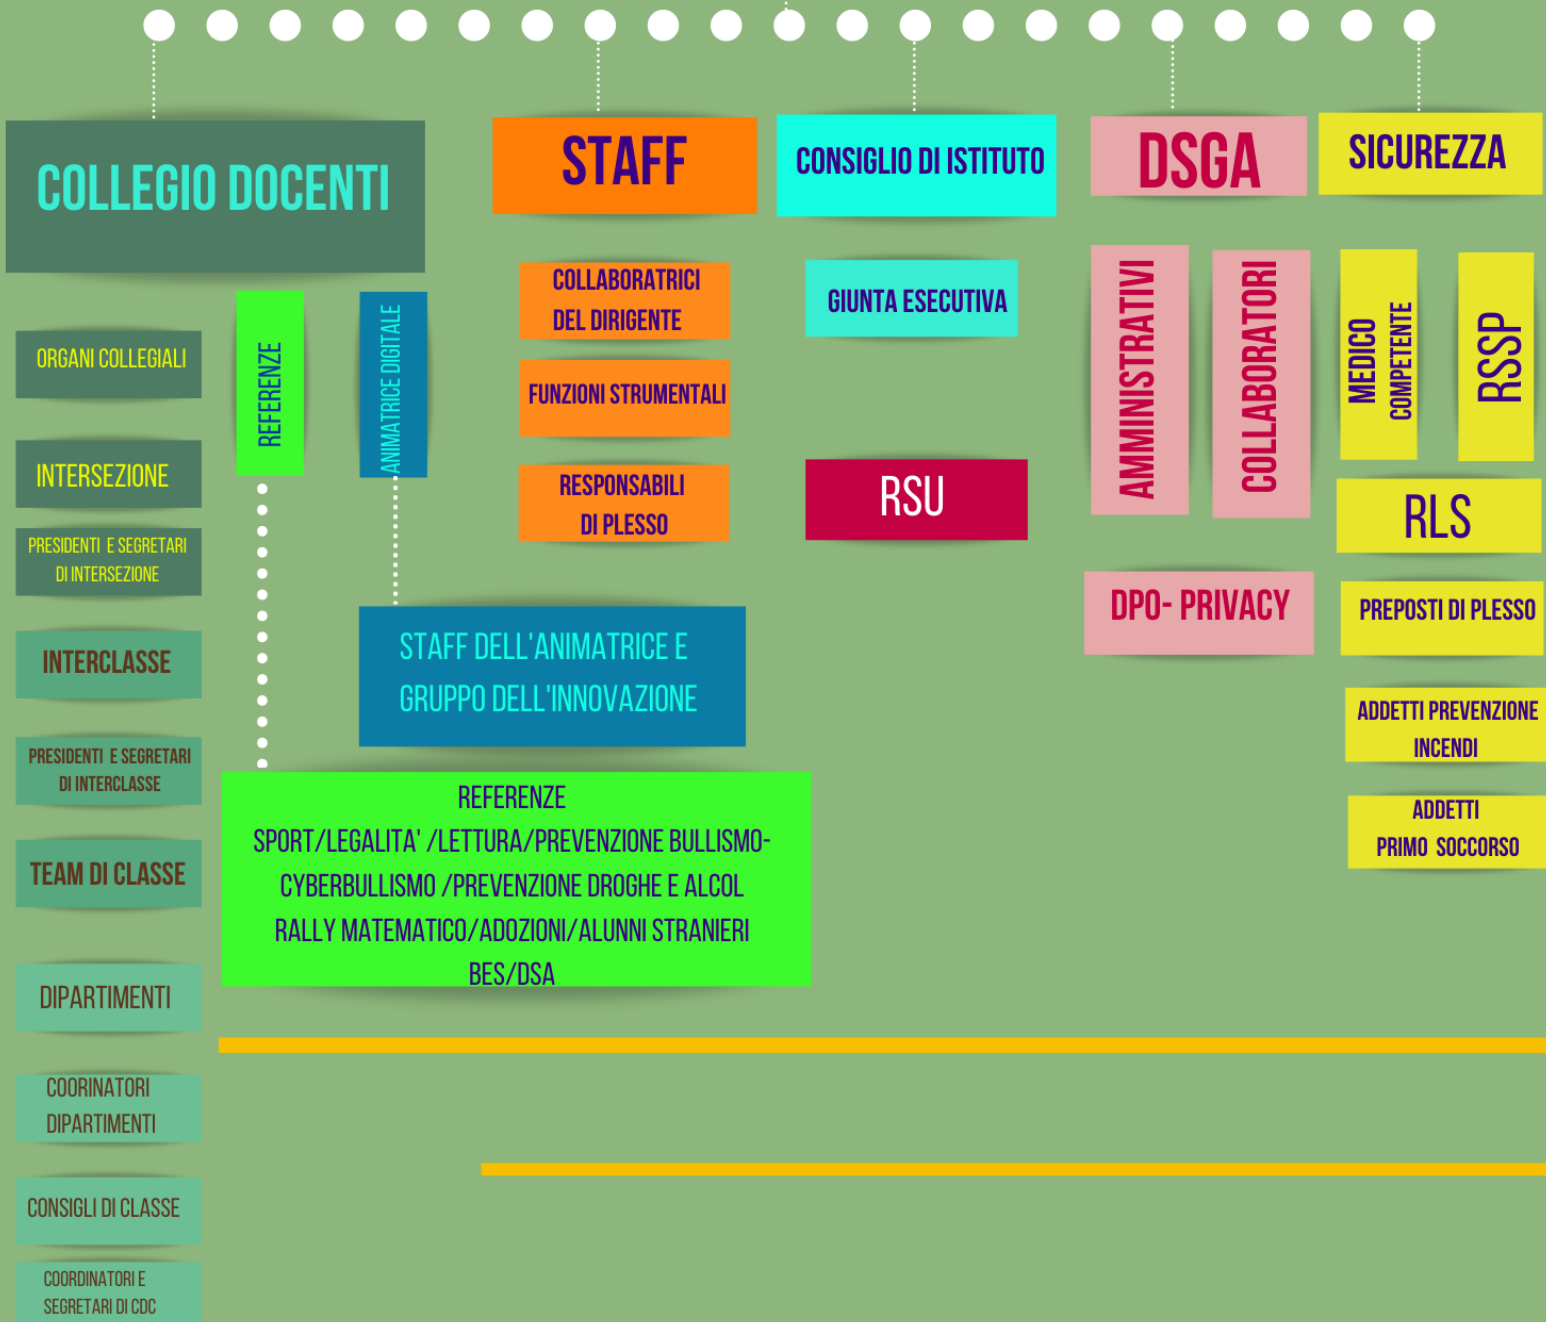 COLLEGIO DOCENTI
ORGANI COLLEGIALI
INTERSEZIONE
PRESIDENTI E SEGRETARI
DI INTERSEZIONE
INTERCLASSE
PRESIDENTI E SEGRETARI
DI INTERCLASSE
TEAM DI CLASSE
DIPARTIMENTI
COORINATORI
DIPARTIMENTI
CONSIGLI DI CLASSE
COORDINATORI E
SEGRETARI DI CDC
REFERENZE
ANIMATRICE DIGITALE
STAFF DELL'ANIMATRICE E
GRUPPO DELL'INNOVAZIONE
REFERENZE
SPORT/LEGALITA' /LETTURA/PREVENZIONE BULLISMO-
CYBERBULLISMO /PREVENZIONE DROGHE E ALCOL
RALLY MATEMATICO/ADOZIONI/ALUNNI STRANIERI
BES/DSA
STAFF
COLLABORATRICI
DEL DIRIGENTE
FUNZIONI STRUMENTALI
RESPONSABILI
DI PLESSO
CONSIGLIO DI ISTITUTO
GIUNTA ESECUTIVA
RSU
DSGA
AMMINISTRATIVI
COLLABORATORI
DPO- PRIVACY
SICUREZZA
MEDICO
COMPETENTE
RSSP
RLS
PREPOSTI DI PLESSO
ADDETTI PREVENZIONE
INCENDI
ADDETTI
PRIMO SOCCORSO